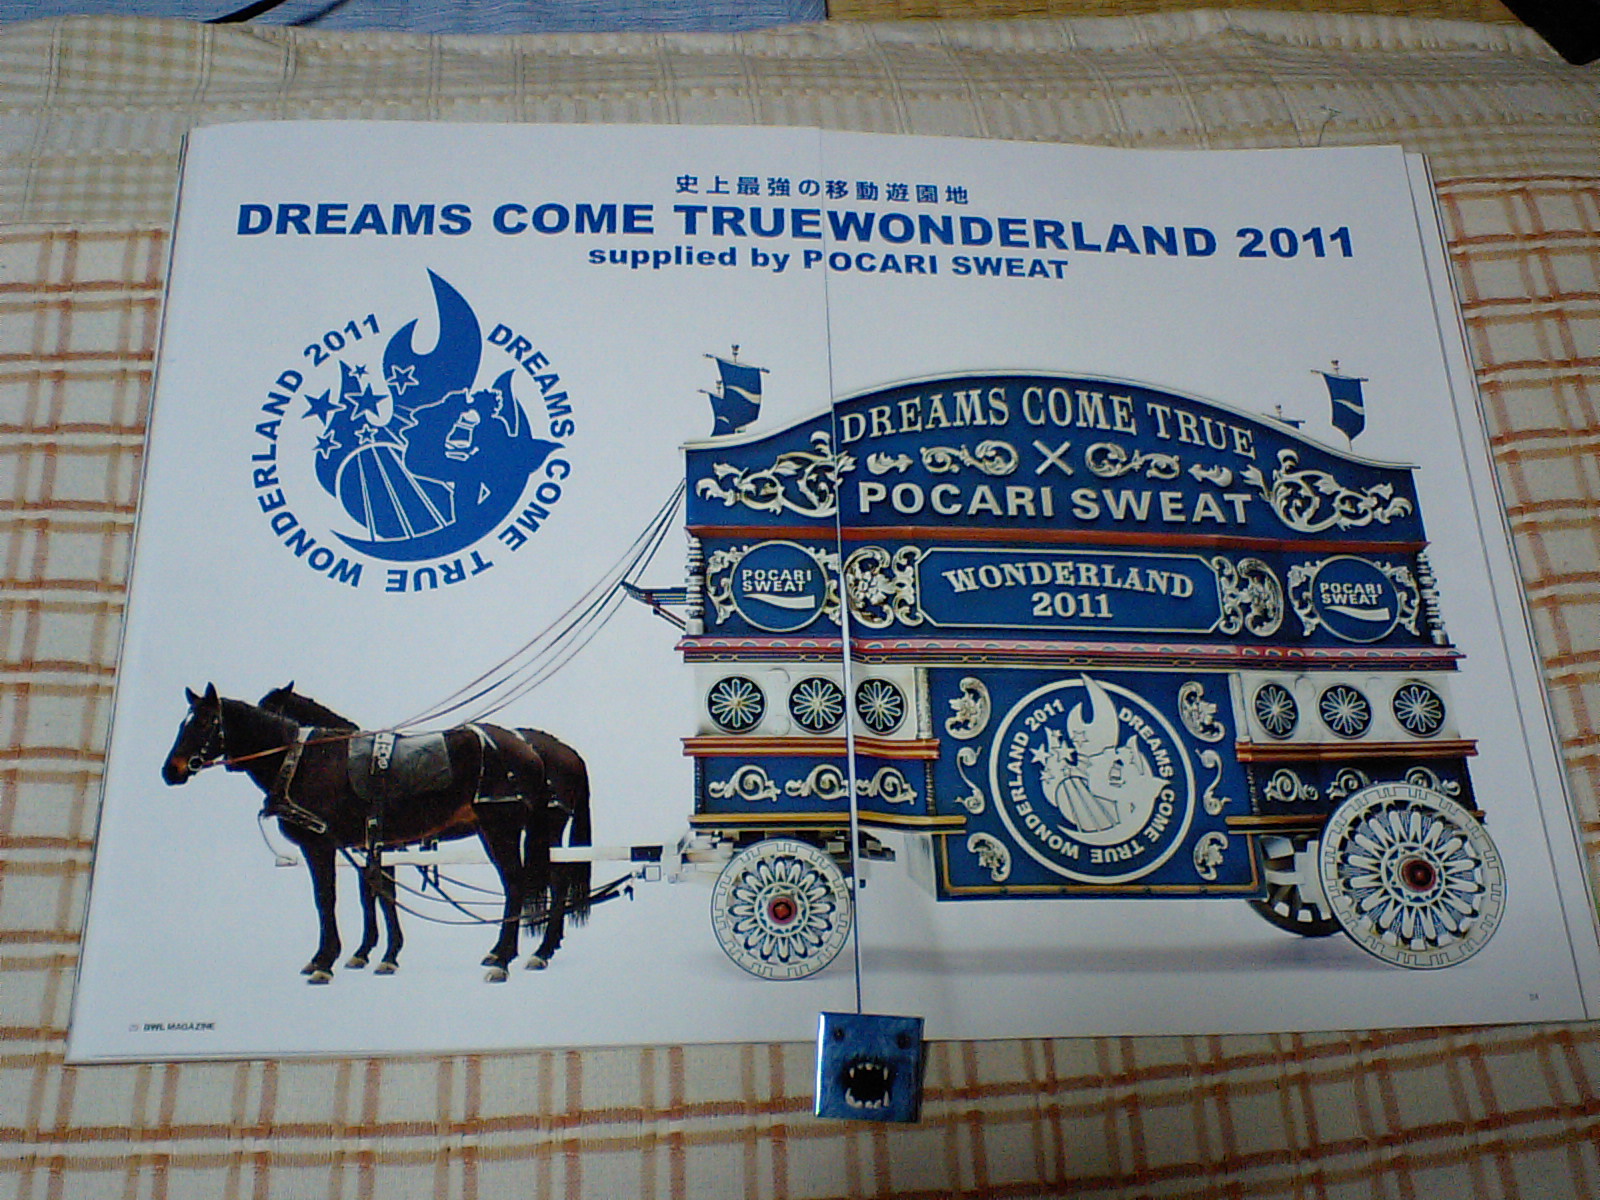 史上最強の移動遊園地
DREAMS COME TRUEWONDERLAND 2011
supplied by POCARI SWEAT
DREAMS COME TRUE WONDERLAND 2011
DREAMS COME TRUE
×
POCARI SWEAT
POCARI
SWEAT
WONDERLAND
2011
POCARI
SWEAT
DREAMS COME TRUE WONDERLAND 2011
DWL MAGAZINE